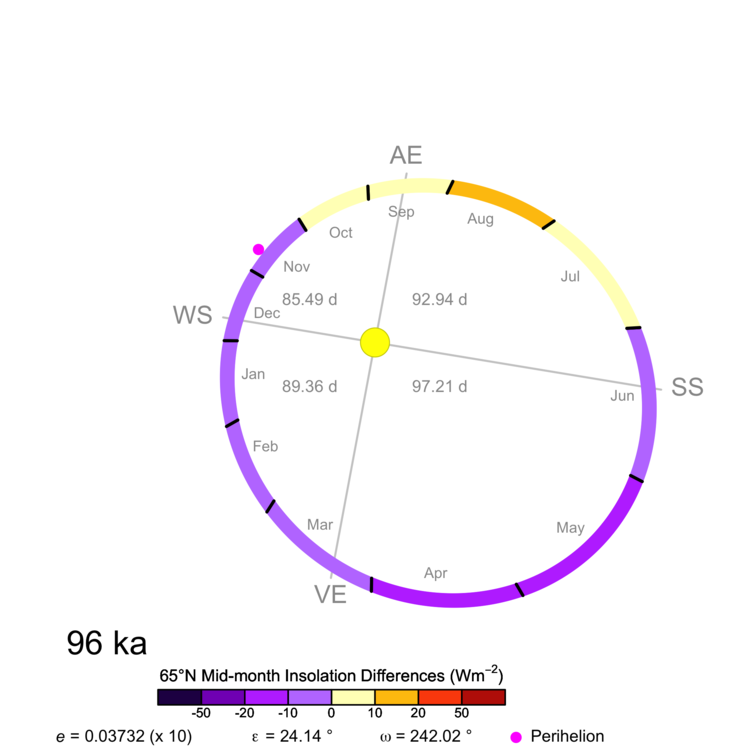 AE
Sep
Aug
Oct
Nov
Jul
85.49 d
92.94 d
WS
Dec
Jan
89.36 d
97.21 d
SS
Jun
Feb
Mar
May
Apr
VE
96 ka
65°N Mid-month Insolation Differences (Wm⁻²)
-50 -20 -10 0 10 20 50
e = 0.03732 (x 10) ε = 24.14 ° ω = 242.02 ° Perihelion